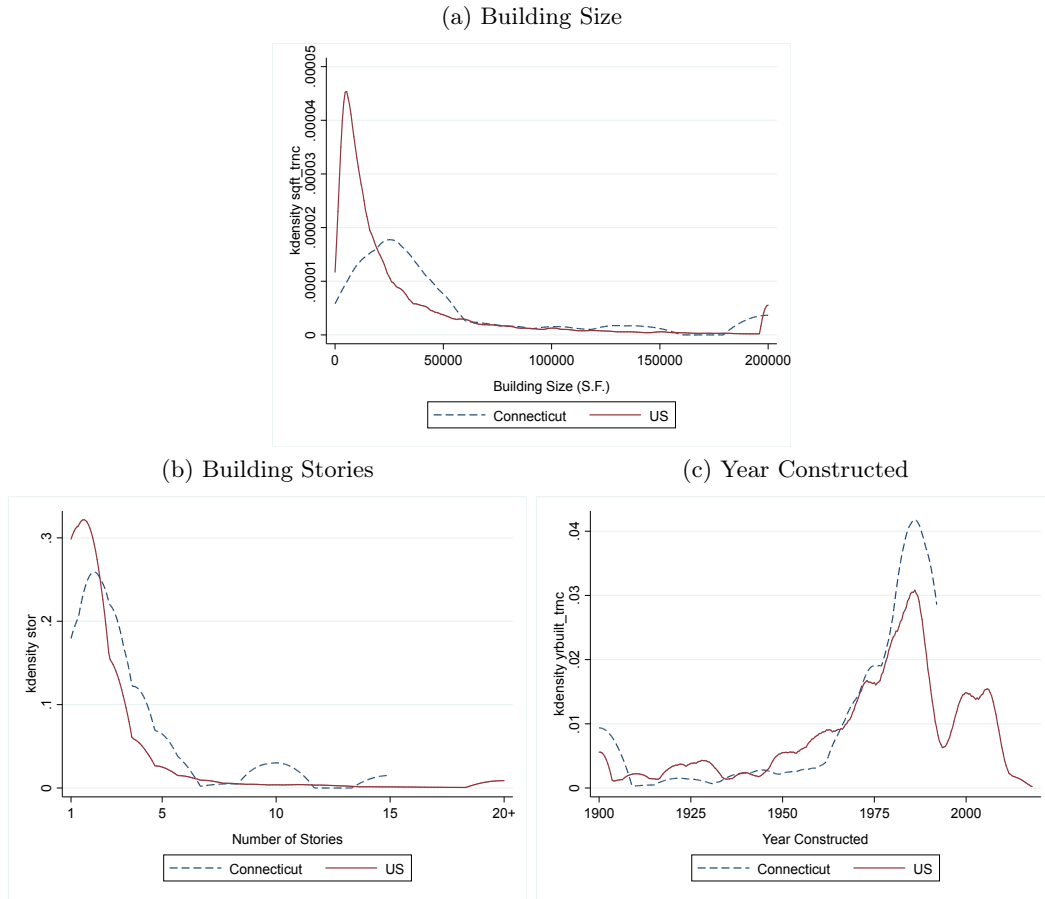 (a) Building Size
kdensity sqft_trnc
.00005
.00004
.00003
.00002
.00001
0
0 50000 100000 150000 200000
Building Size (S.F.)
Connecticut US
(b) Building Stories (c) Year Constructed
kdensity stor
.3
.2
.1
0
1 5 10 15 20+
Number of Stories
Connecticut US
kdensity yrbuilt_trnc
.04
.03
.02
.01
0
1900 1925 1950 1975 2000
Year Constructed
Connecticut US